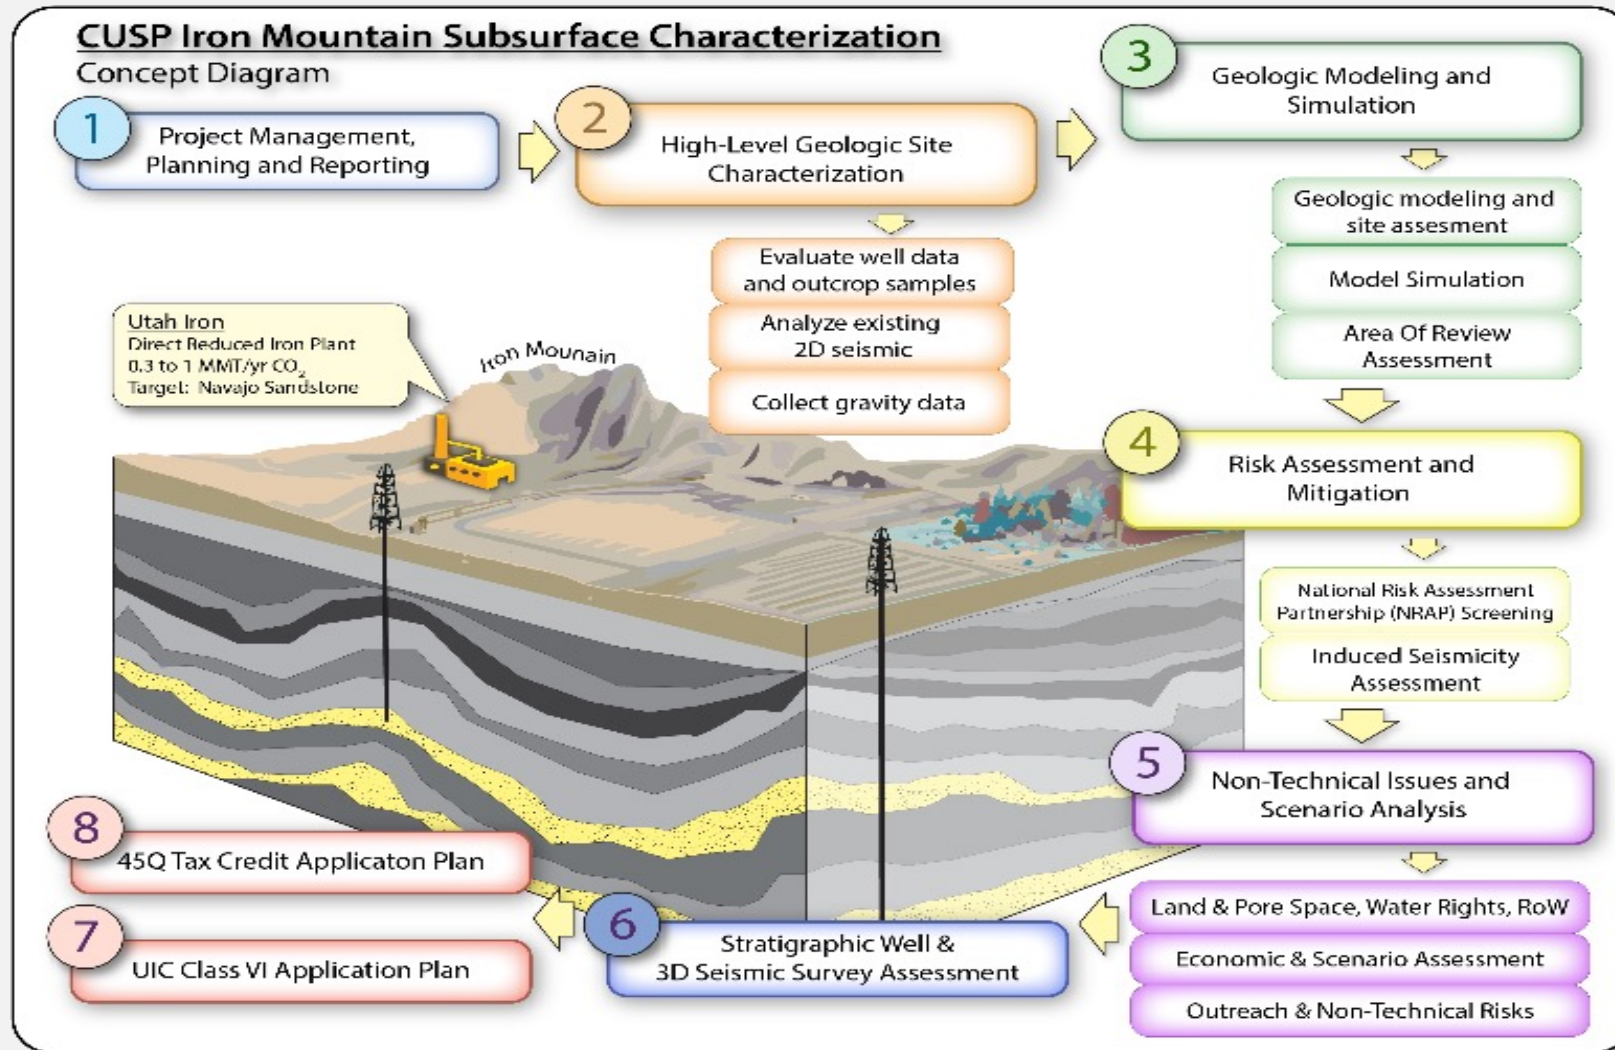 CUSP Iron Mountain Subsurface Characterization
Concept Diagram
1
Project Management,
Planning and Reporting
2
High-Level Geologic Site
Characterization
Evaluate well data
and outcrop samples
Analyze existing
2D seismic
Collect gravity data
3
Geologic Modeling and
Simulation
Geologic modeling and
site assesment
Model Simulation
Area Of Review
Assessment
Utah Iron
Direct Reduced Iron Plant
0.3 to 1 MMT/yr CO₂
Target: Navajo Sandstone
Iron Mounain
4
Risk Assessment and
Mitigation
National Risk Assessment
Partnership (NRAP) Screening
Induced Seismicity
Assessment
5
Non-Technical Issues and
Scenario Analysis
Land & Pore Space, Water Rights, RoW
Economic & Scenario Assessment
Outreach & Non-Technical Risks
6
Stratigraphic Well &
3D Seismic Survey Assessment
8
45Q Tax Credit Applicaton Plan
7
UIC Class VI Application Plan